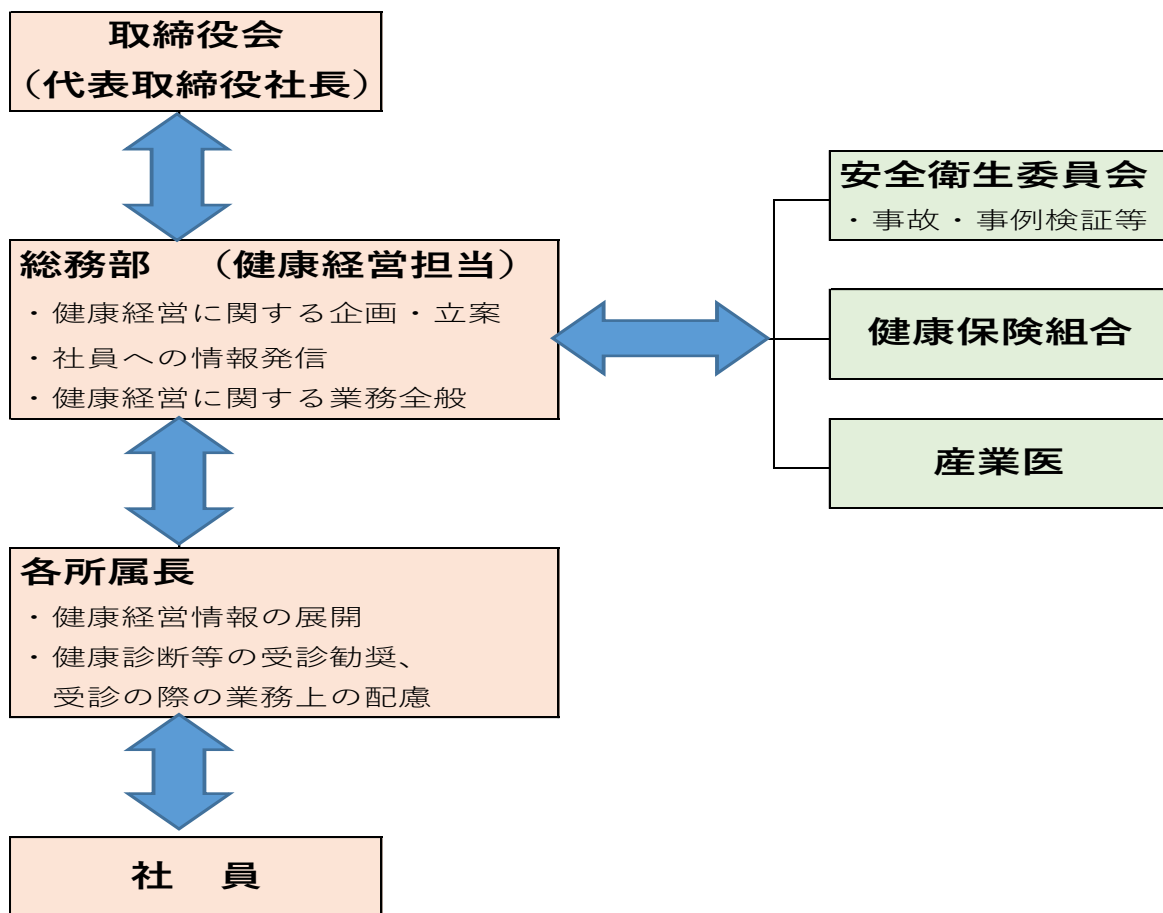 取締役会
（代表取締役社長）
総務部　（健康経営担当）
・健康経営に関する企画・立案
・社員への情報発信
・健康経営に関する業務全般
安全衛生委員会
・事故・事例検証等
健康保険組合
産業医
各所属長
・健康経営情報の展開
・健康診断等の受診勧奨、
受診の際の業務上の配慮
社　員